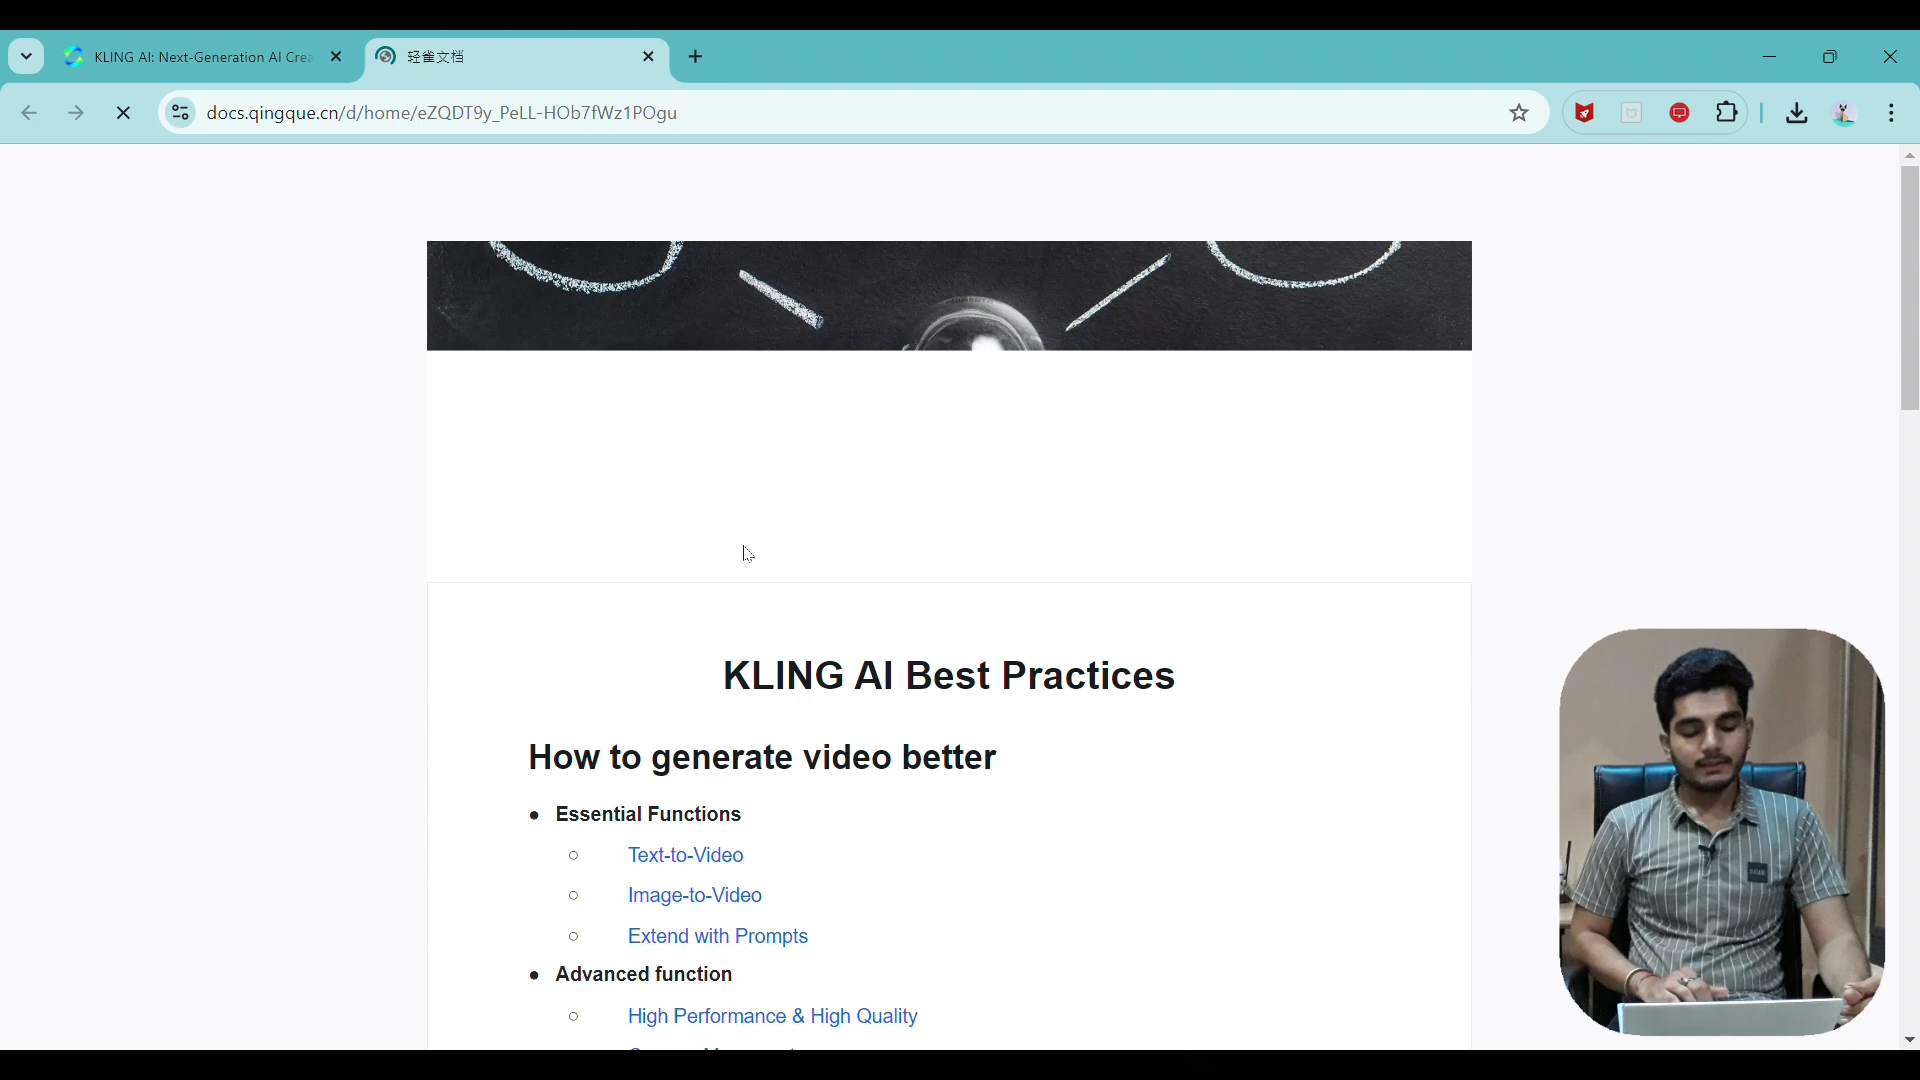 KLING AI: Next-Generation AI Crea
轻雀文档
docs.qingque.cn/d/home/eZQDT9y_PeLL-HOb7fWz1POgu
KLING AI Best Practices
How to generate video better
● Essential Functions
○ Text-to-Video
○ Image-to-Video
○ Extend with Prompts
● Advanced function
○ High Performance & High Quality